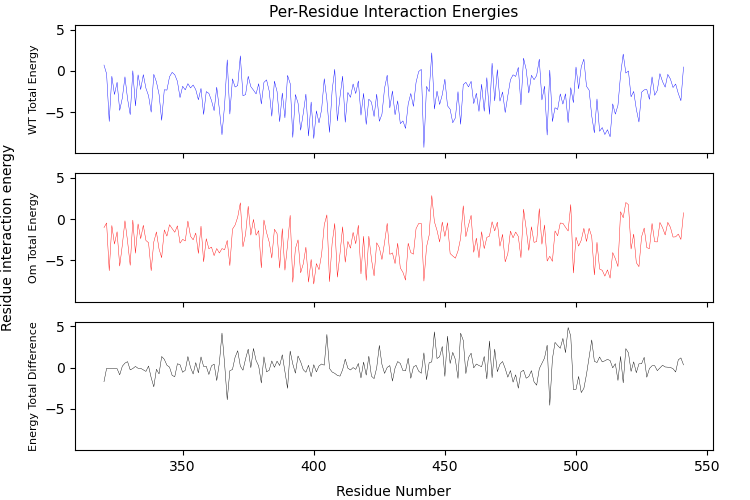 Per-Residue Interaction Energies
5
0
−5
WT Total Energy
5
0
−5
Om Total Energy
Residue interaction energy
5
0
−5
Energy Total Difference
350
400
450
500
550
Residue Number